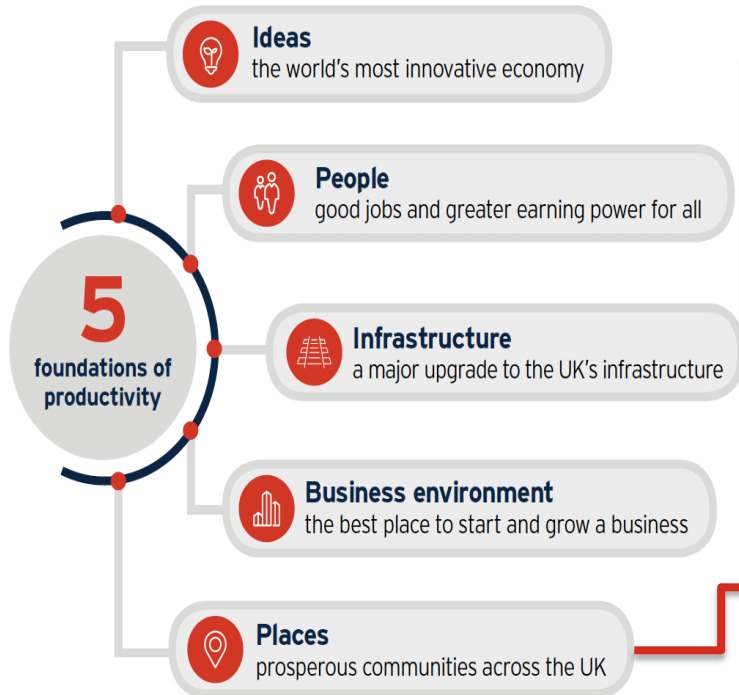 Ideas
the world's most innovative economy
People
good jobs and greater earning power for all
5
foundations of
productivity
Infrastructure
a major upgrade to the UK's infrastructure
Business environment
the best place to start and grow a business
Places
prosperous communities across the UK